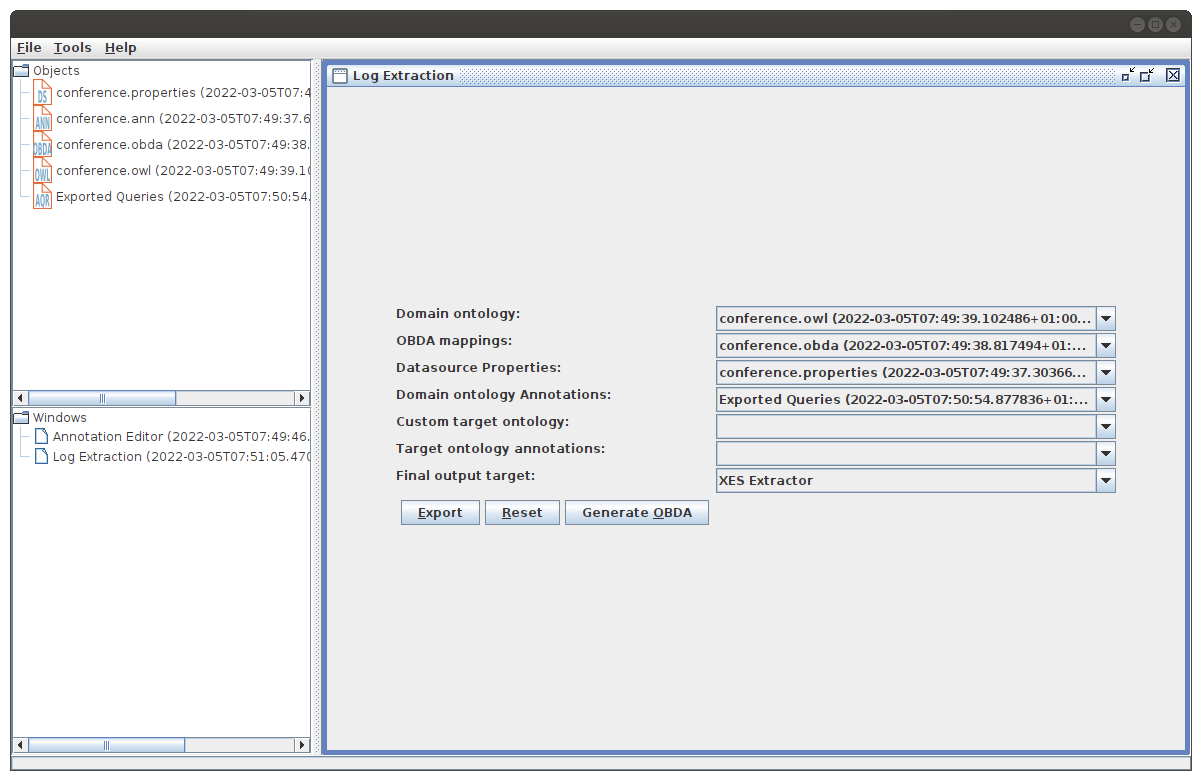 File Tools Help
Objects
DS conference.properties (2022-03-05T07:4
ANN conference.ann (2022-03-05T07:49:37.6
OBDA conference.obda (2022-03-05T07:49:38.
OWL conference.owl (2022-03-05T07:49:39.10
AQR Exported Queries (2022-03-05T07:50:54.
Windows
Annotation Editor (2022-03-05T07:49:46.
Log Extraction (2022-03-05T07:51:05.470
Log Extraction
Domain ontology: conference.owl (2022-03-05T07:49:39.102486+01:00...
OBDA mappings: conference.obda (2022-03-05T07:49:38.817494+01:...
Datasource Properties: conference.properties (2022-03-05T07:49:37.30366...
Domain ontology Annotations: Exported Queries (2022-03-05T07:50:54.877836+01:...
Custom target ontology:
Target ontology annotations:
Final output target: XES Extractor
Export Reset Generate OBDA